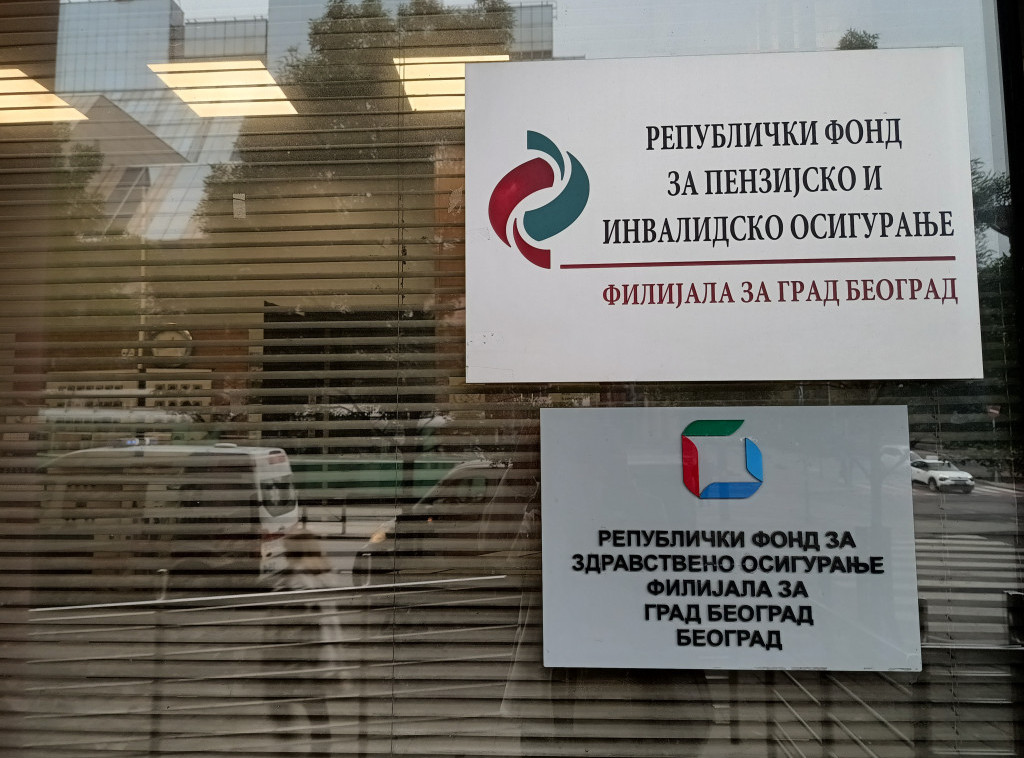 РЕПУБЛИЧКИ ФОНД
ЗА ПЕНЗИЈСКО И
ИНВАЛИДСКО ОСИГУРАЊЕ
ФИЛИЈАЛА ЗА ГРАД БЕОГРАД
РЕПУБЛИЧКИ ФОНД ЗА
ЗДРАВСТВЕНО ОСИГУРАЊЕ
ФИЛИЈАЛА ЗА
ГРАД БЕОГРАД
БЕОГРАД